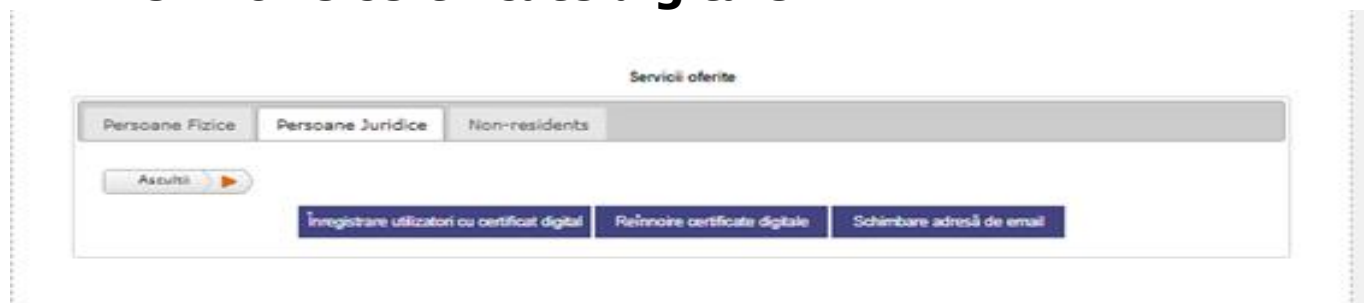 Servicii oferite
Persoane Fizice Persoane Juridice Non-residents
Înregistrare utilizatori cu certificat digital Reînnoire certificate digitale Schimbare adresă de email